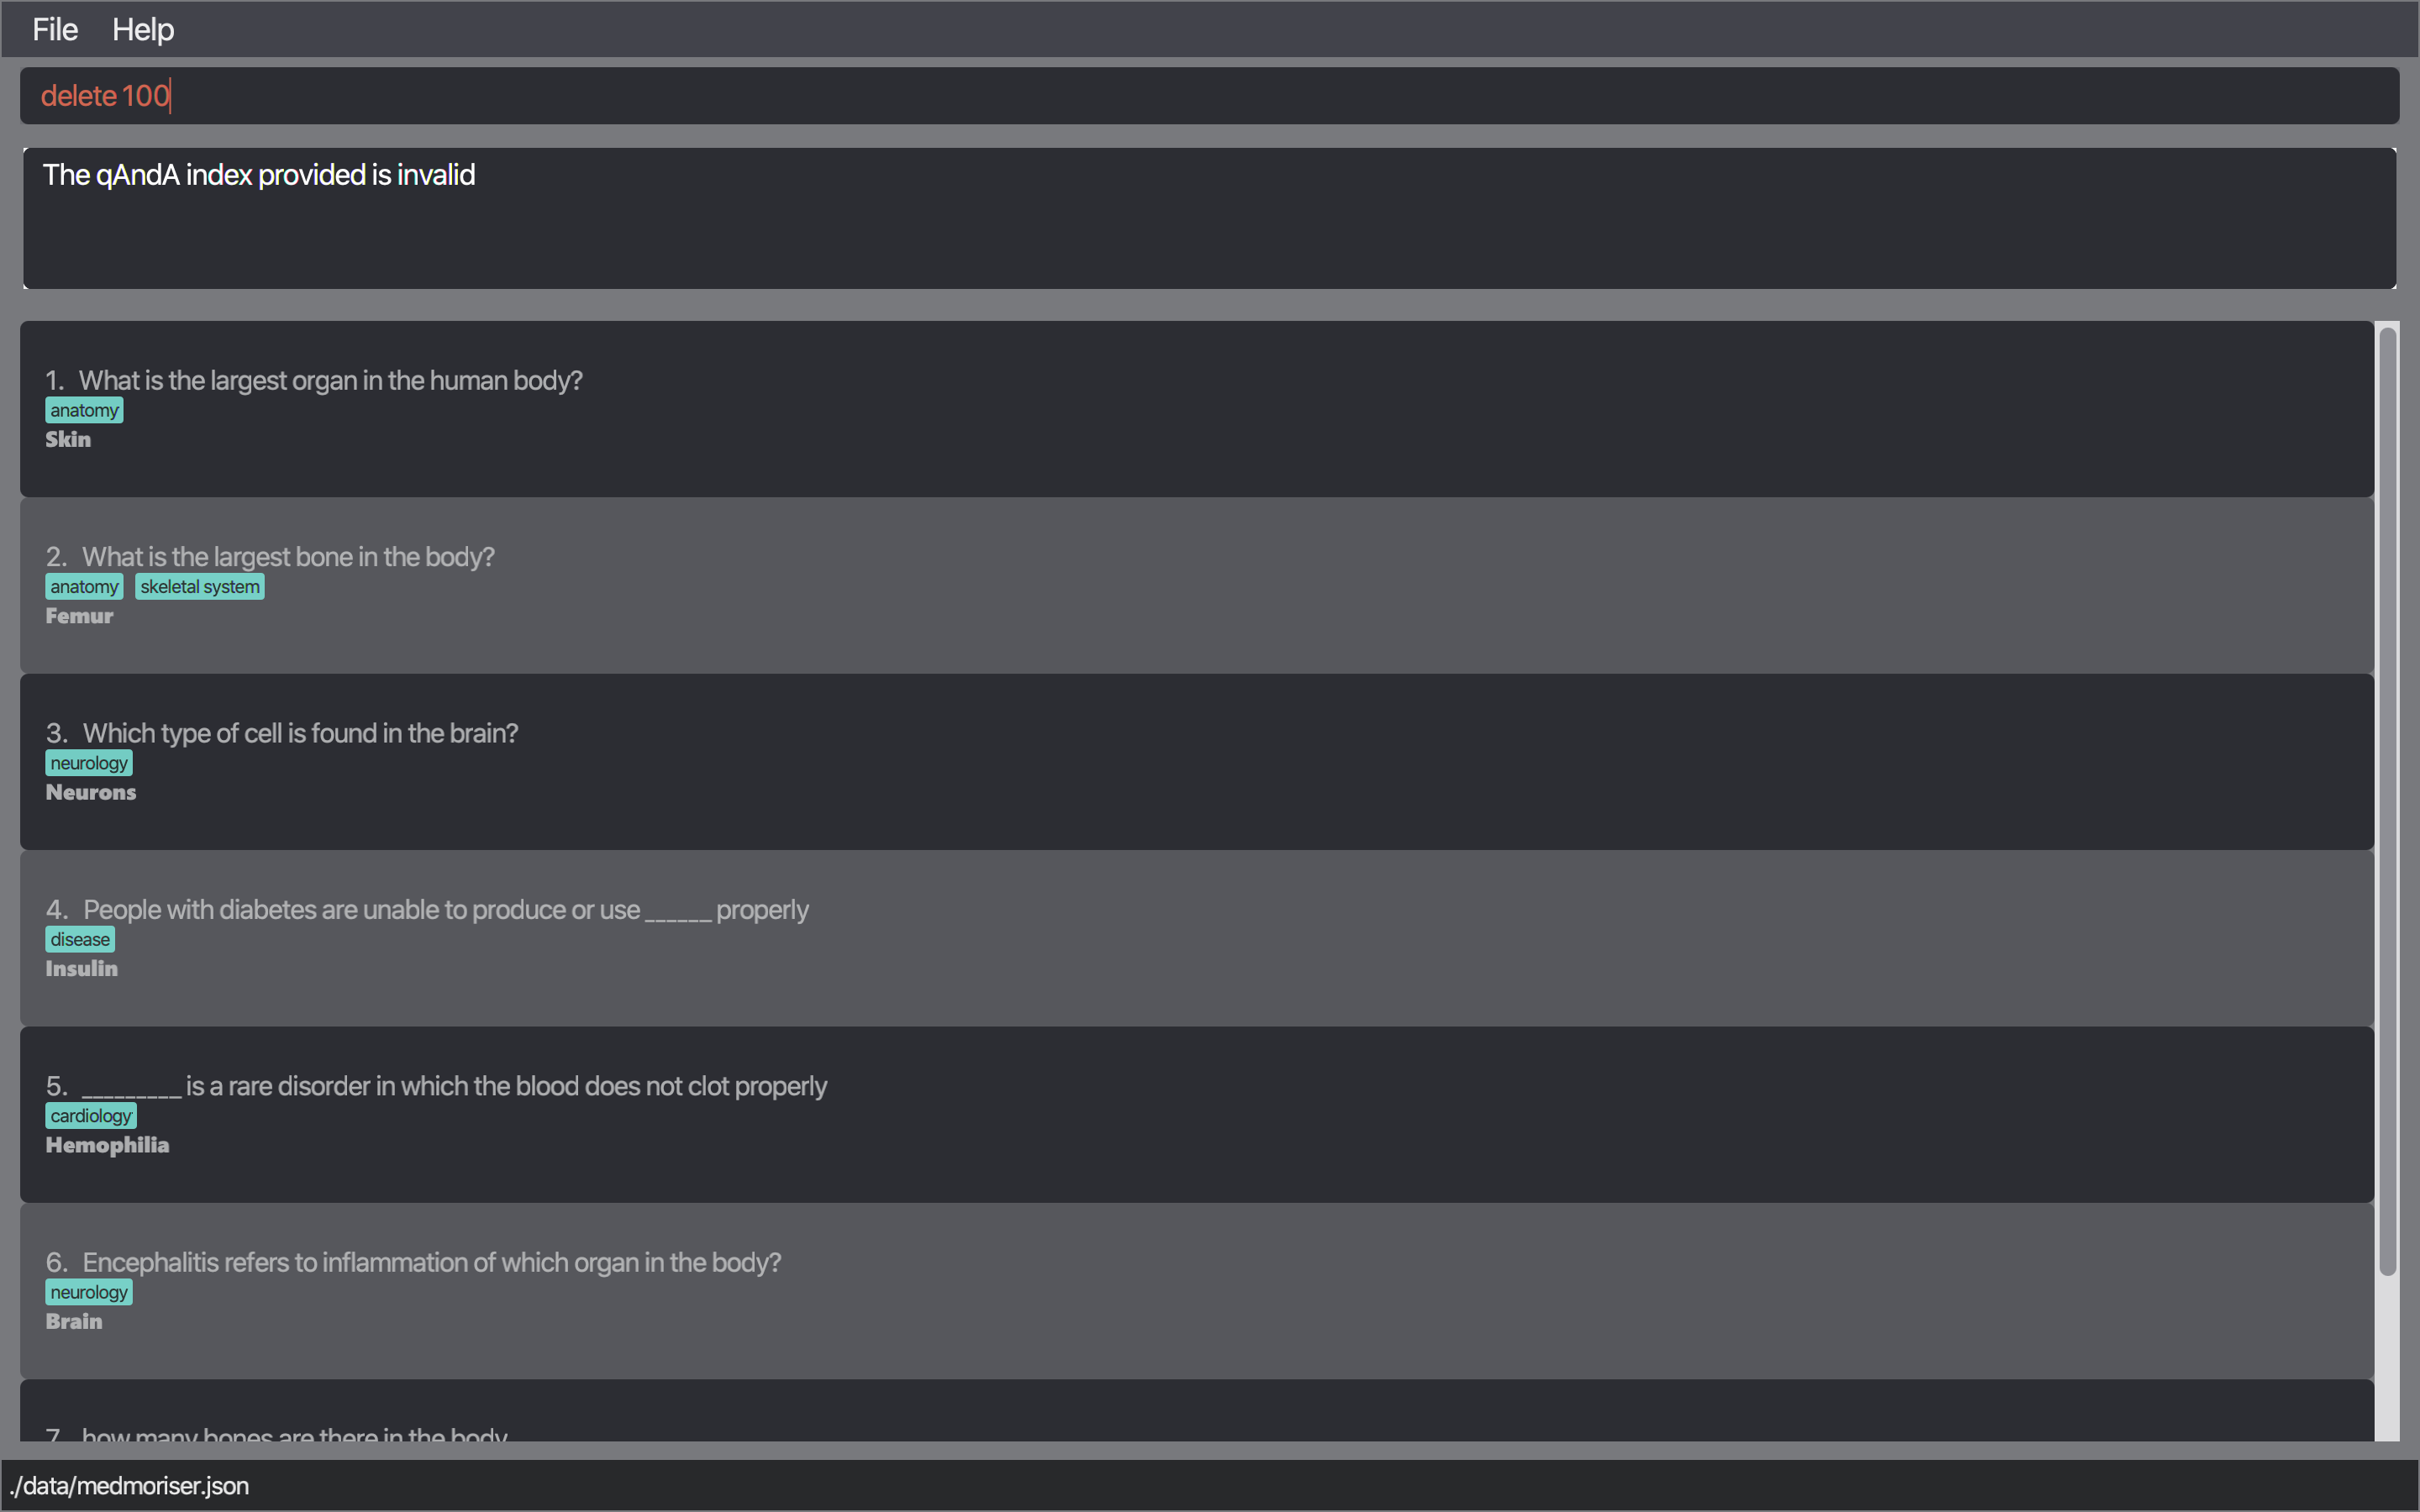 File Help
delete 100
The qAndA index provided is invalid
1. What is the largest organ in the human body?
anatomy
Skin
2. What is the largest bone in the body?
anatomy skeletal system
Femur
3. Which type of cell is found in the brain?
neurology
Neurons
4. People with diabetes are unable to produce or use ______ properly
disease
Insulin
5. _________ is a rare disorder in which the blood does not clot properly
cardiology
Hemophilia
6. Encephalitis refers to inflammation of which organ in the body?
neurology
Brain
7. how many bones are there in the body
./data/medmoriser.json